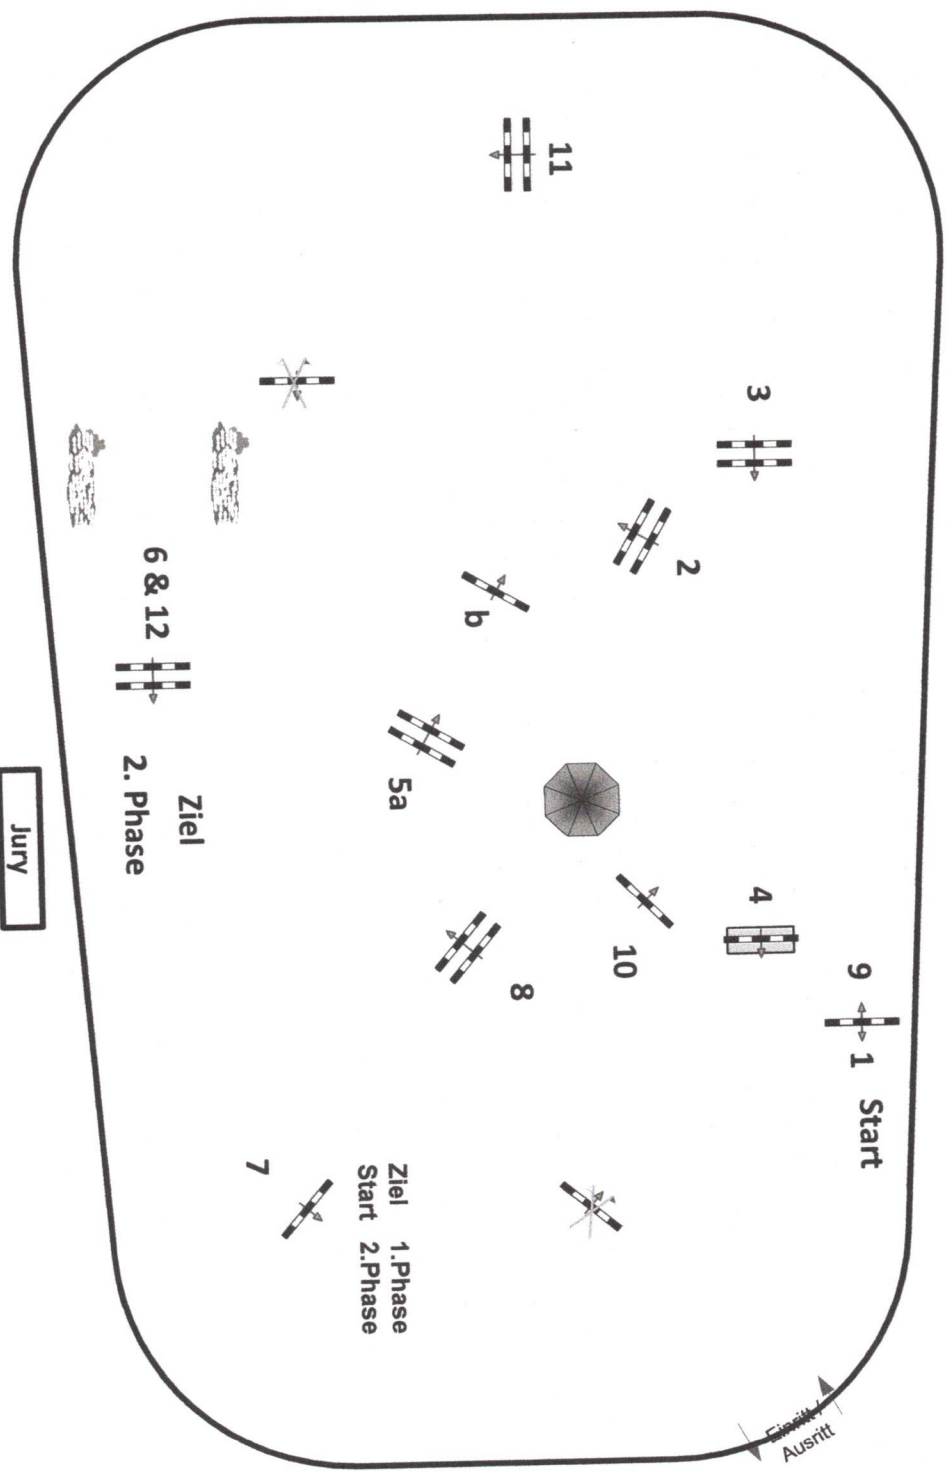 11
3
2
b
6 & 12
5a
Ziel
2. Phase
Jury
4
10
8
9
1
Start
7
Ziel 1.Phase
Start 2.Phase
Einritt /
Ausritt